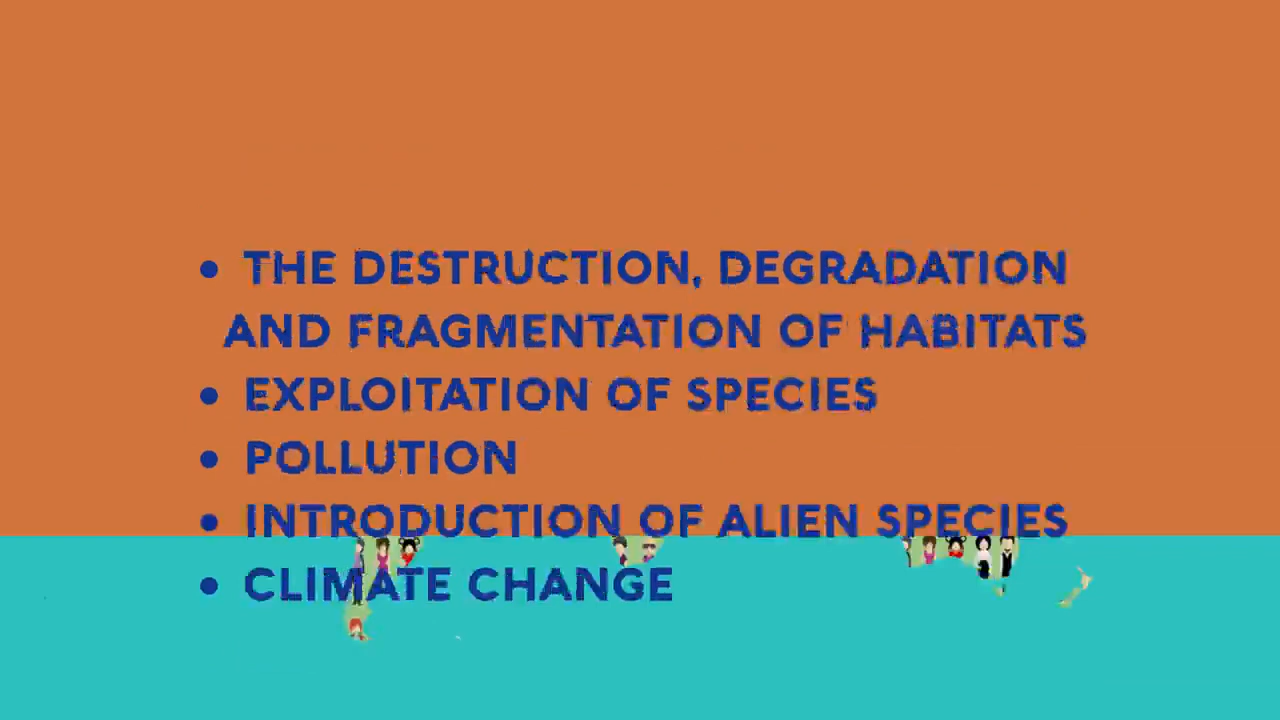 • THE DESTRUCTION, DEGRADATION
AND FRAGMENTATION OF HABITATS
• EXPLOITATION OF SPECIES
• POLLUTION
• INTRODUCTION OF ALIEN SPECIES
• CLIMATE CHANGE